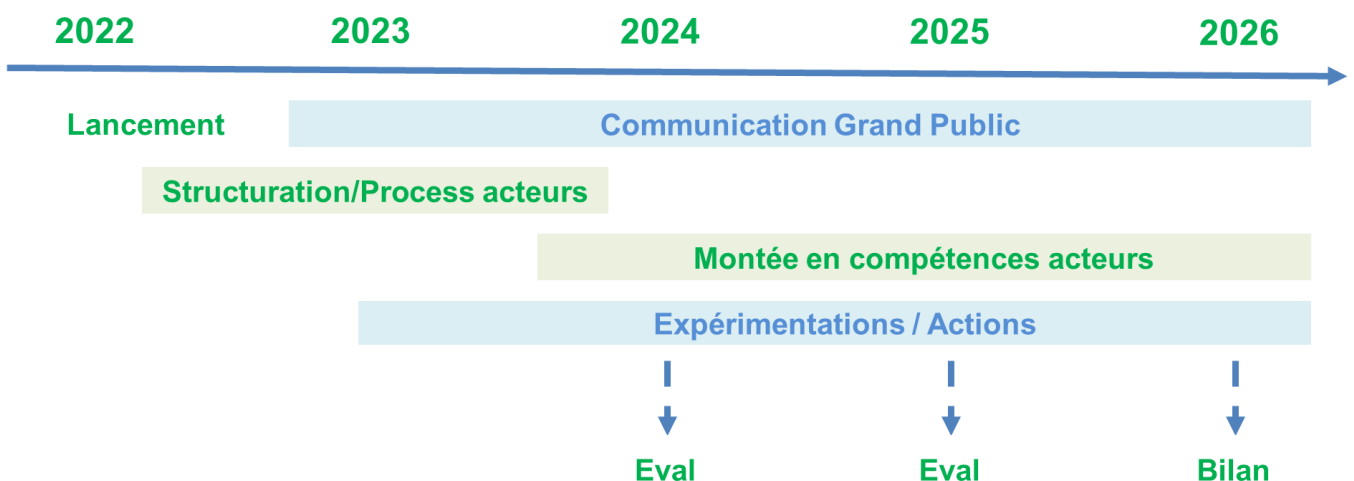 2022 2023 2024 2025 2026
Lancement Communication Grand Public
Structuration/Process acteurs
Montée en compétences acteurs
Expérimentations / Actions
Eval Eval Bilan